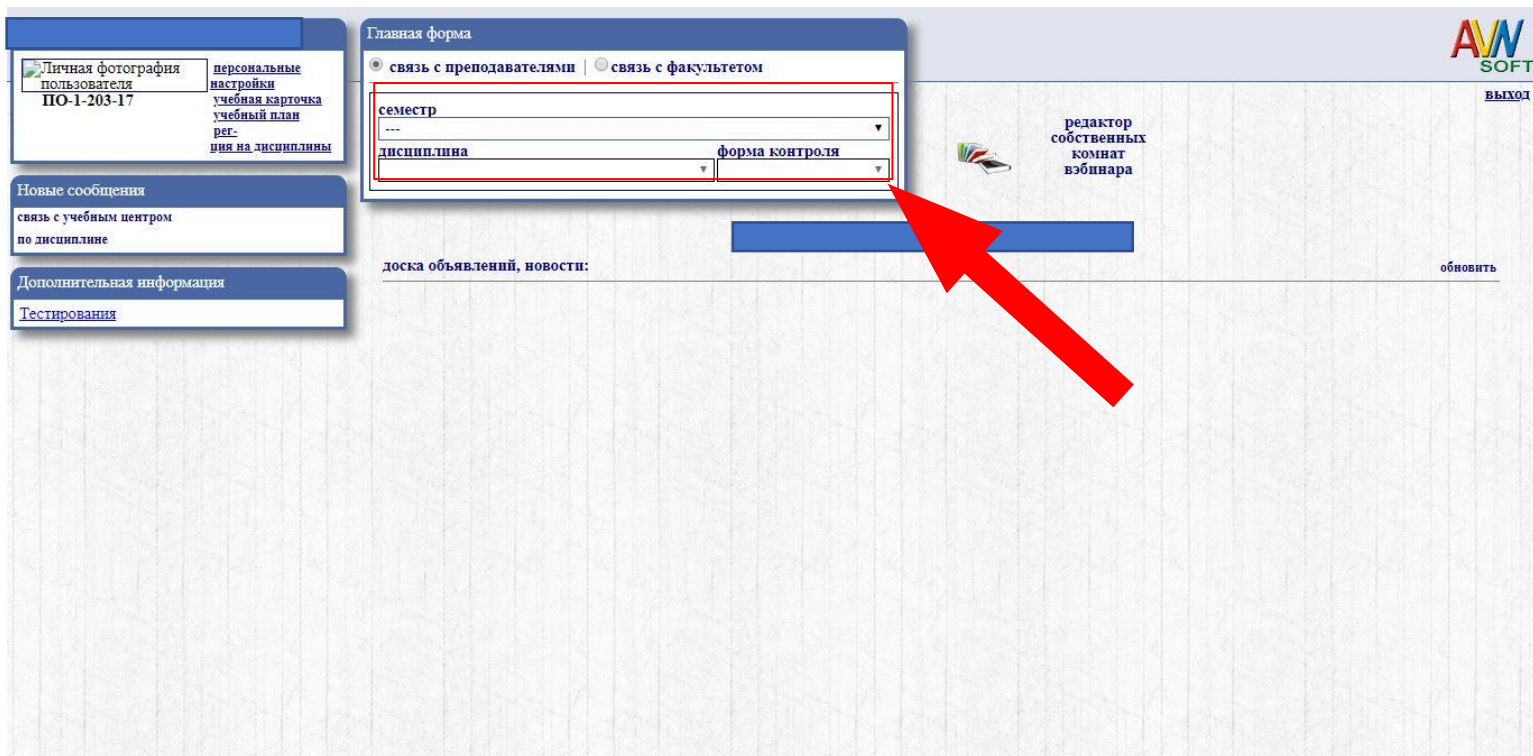 Личная фотография
пользователя
ПО-1-203-17
персональные
настройки
учебная карточка
учебный план
рег-
ция на дисциплины
Новые сообщения
связь с учебным центром
по дисциплине
Дополнительная информация
Тестирования
Главная форма
связь с преподавателями | связь с факультетом
семестр
---
дисциплина форма контроля
редактор
собственных
комнат
вэбинара
AVN
SOFT
выход
доска объявлений, новости:
обновить